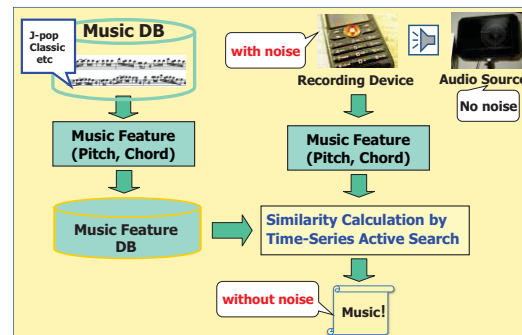 Music DB
J-pop
Classic
etc
with noise
Recording Device
Audio Source
No noise
Music Feature
(Pitch, Chord)
Music Feature
(Pitch, Chord)
Music Feature
DB
Similarity Calculation by
Time-Series Active Search
without noise
Music!